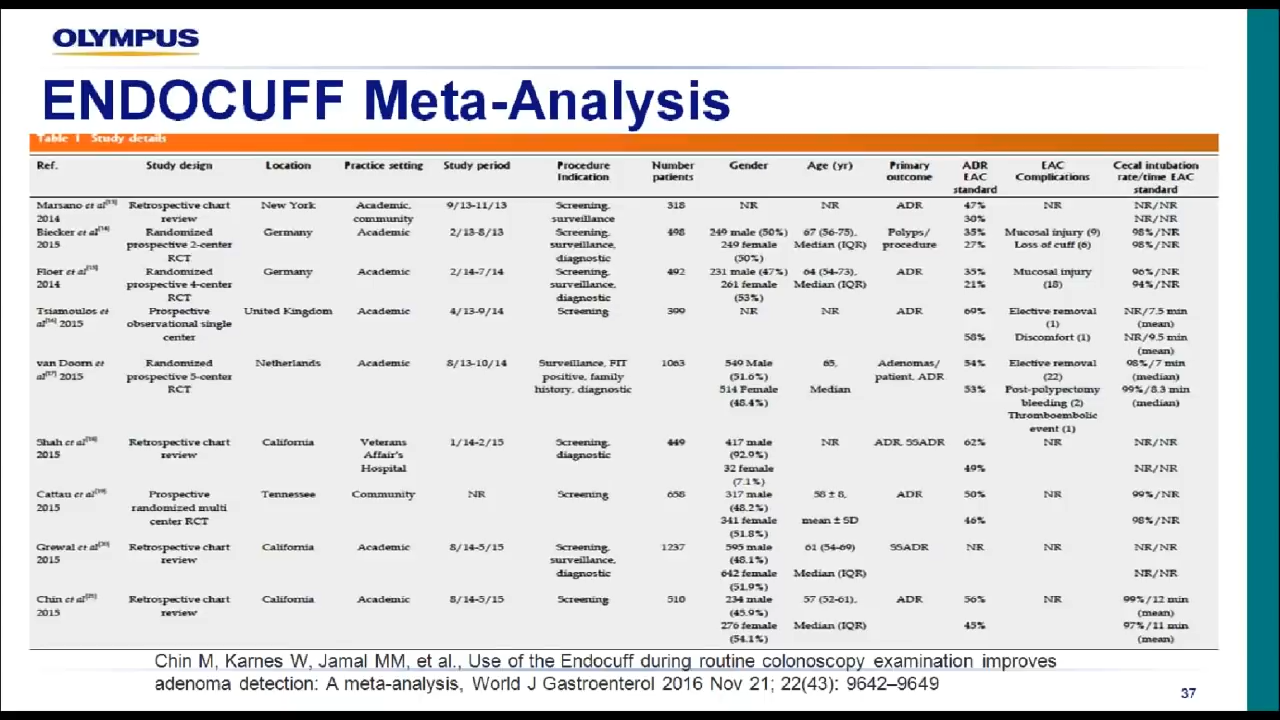 OLYMPUS
ENDOCUFF Meta-Analysis
Table 1 Study details
Ref. Study design Location Practice setting Study period Procedure Indication Number patients Gender Age (yr) Primary outcome ADR EAC standard EAC Complications Cecal intubation rate/time EAC standard
Marsano et al[13] 2014 Retrospective chart review New York Academic, community 9/13-11/13 Screening, surveillance 318 NR NR ADR 47% 30% NR NR/NR NR/NR
Biecker et al[14] 2015 Randomized prospective 2-center RCT Germany Academic 2/13-8/13 Screening, surveillance, diagnostic 498 249 male (50%) 249 female (50%) 67 (56-75), Median (IQR) Polyps/procedure 35% 27% Mucosal injury (9) Loss of cuff (6) 98%/NR 98%/NR
Floer et al[15] 2014 Randomized prospective 4-center RCT Germany Academic 2/14-7/14 Screening, surveillance, diagnostic 492 231 male (47%) 261 female (53%) 64 (54-73), Median (IQR) ADR 35% 21% Mucosal injury (18) 96%/NR 94%/NR
Tsiamoulos et al[16] 2015 Prospective observational single center United Kingdom Academic 4/13-9/14 Screening 399 NR NR ADR 69% 58% Elective removal (1) Discomfort (1) NR/7.5 min (mean) NR/9.5 min (mean)
van Doorn et al[17] 2015 Randomized prospective 5-center RCT Netherlands Academic 8/13-10/14 Surveillance, FIT positive, family history, diagnostic 1063 549 Male (51.6%) 514 Female (48.4%) 65, Median Adenomas/patient, ADR 54% 53% Elective removal (22) Post-polypectomy bleeding (2) Thromboembolic event (1) 98%/7 min (median) 99%/8.3 min (median)
Shah et al[18] 2015 Retrospective chart review California Veterans Affair's Hospital 1/14-2/15 Screening, diagnostic 449 417 male (92.9%) 32 female (7.1%) NR ADR, SSADR 62% 49% NR NR/NR NR/NR
Cattau et al[19] 2015 Prospective randomized multi center RCT Tennessee Community NR Screening 658 317 male (48.2%) 341 female (51.8%) 58 ± 8, mean ± SD ADR 50% 46% NR 99%/NR 98%/NR
Grewal et al[20] 2015 Retrospective chart review California Academic 8/14-5/15 Screening, surveillance, diagnostic 1237 595 male (48.1%) 642 female (51.9%) 61 (54-69) Median (IQR) SSADR NR NR NR/NR NR/NR
Chin et al[21] 2015 Retrospective chart review California Academic 8/14-5/15 Screening 510 234 male (45.9%) 276 female (54.1%) 57 (52-61), Median (IQR) ADR 56% 45% NR 99%/12 min (mean) 97%/11 min (mean)
Chin M, Karnes W, Jamal MM, et al., Use of the Endocuff during routine colonoscopy examination improves
adenoma detection: A meta-analysis, World J Gastroenterol 2016 Nov 21; 22(43): 9642–9649
37